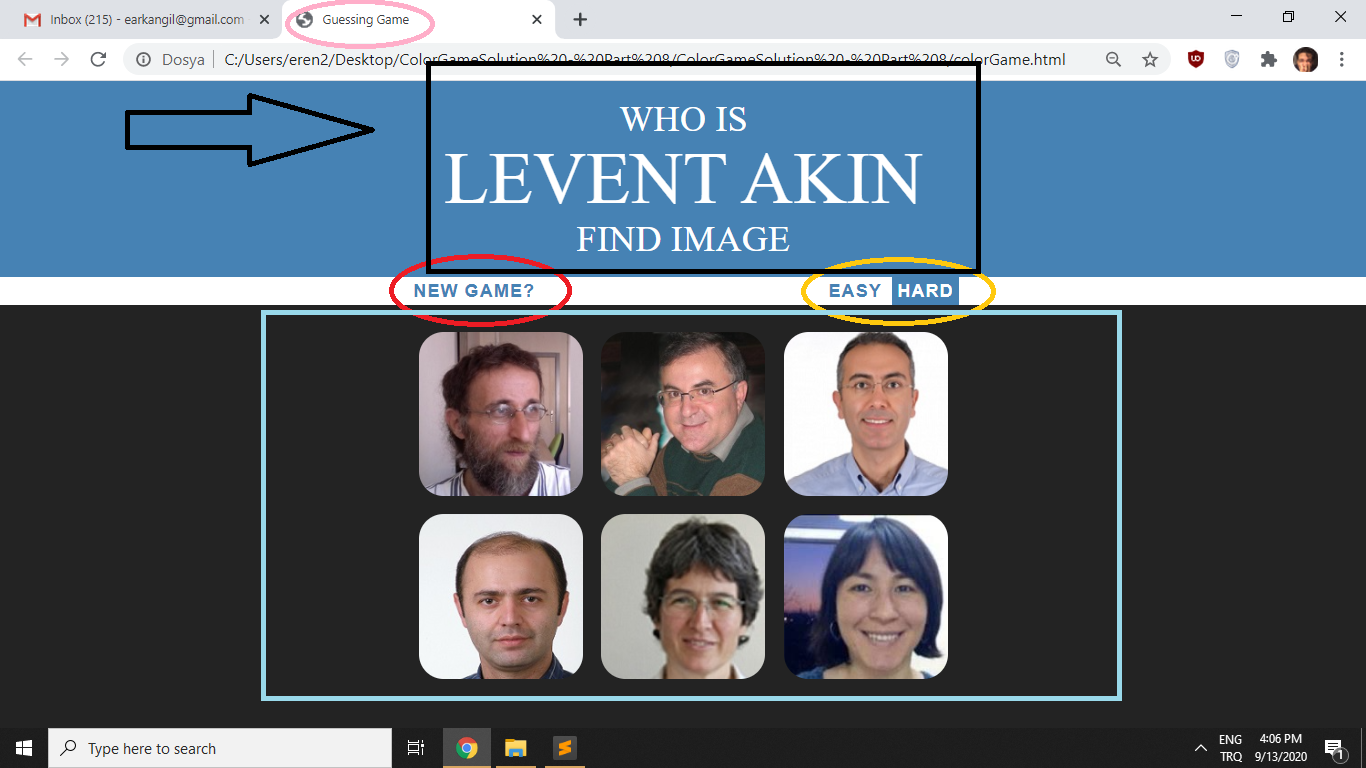 Inbox (215) - earkangil@gmail.com
Guessing Game
Dosya
C:/Users/eren2/Desktop/ColorGameSolution%20-%20Part%208/ColorGameSolution%20-%20Part%208/colorGame.html
WHO IS
LEVENT AKIN
FIND IMAGE
NEW GAME?
EASY HARD
Type here to search
ENG
TRQ
4:06 PM
9/13/2020
1